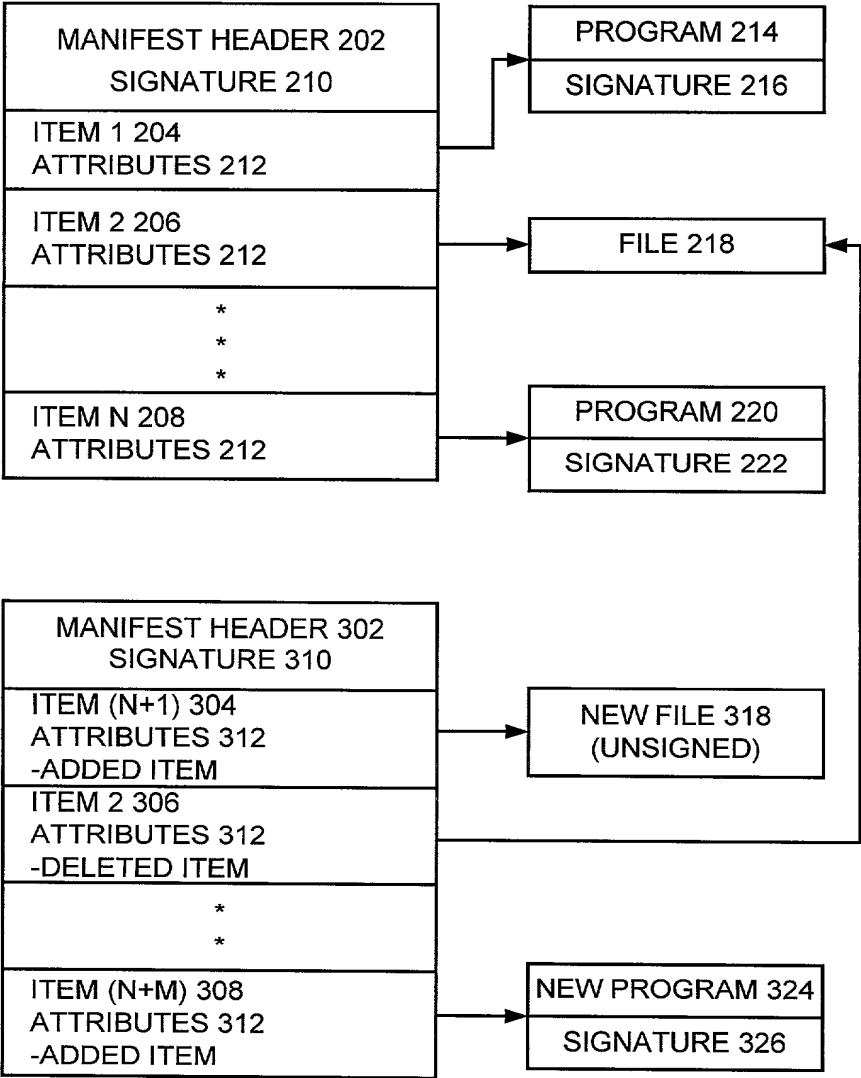 MANIFEST HEADER 202
SIGNATURE 210
ITEM 1 204
ATTRIBUTES 212
ITEM 2 206
ATTRIBUTES 212
*
*
*
ITEM N 208
ATTRIBUTES 212
PROGRAM 214
SIGNATURE 216
FILE 218
PROGRAM 220
SIGNATURE 222
MANIFEST HEADER 302
SIGNATURE 310
ITEM (N+1) 304
ATTRIBUTES 312
-ADDED ITEM
ITEM 2 306
ATTRIBUTES 312
-DELETED ITEM
*
*
ITEM (N+M) 308
ATTRIBUTES 312
-ADDED ITEM
NEW FILE 318
(UNSIGNED)
NEW PROGRAM 324
SIGNATURE 326